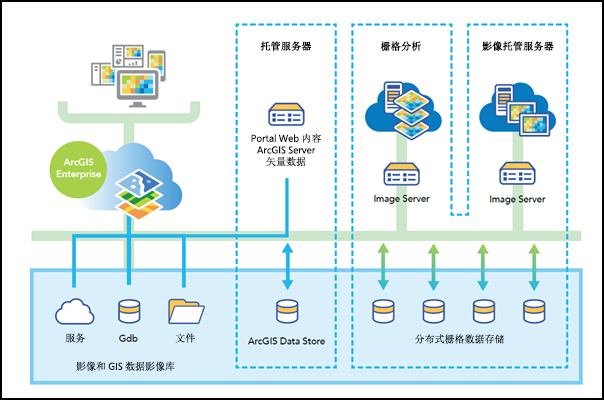 托管服务器
栅格分析
影像托管服务器
Portal Web 内容
ArcGIS Server
矢量数据
ArcGIS
Enterprise
Image Server
Image Server
服务
Gdb
文件
ArcGIS Data Store
分布式栅格数据存储
影像和 GIS 数据影像库